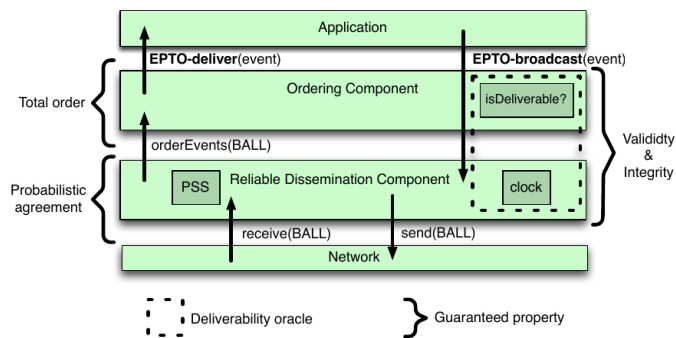 Application
EPTO-deliver(event)
EPTO-broadcast(event)
Ordering Component
isDeliverable?
Total order
orderEvents(BALL)
Validity
&
Integrity
Probabilistic
agreement
PSS
Reliable Dissemination Component
clock
receive(BALL)
send(BALL)
Network
Deliverability oracle
Guaranteed property